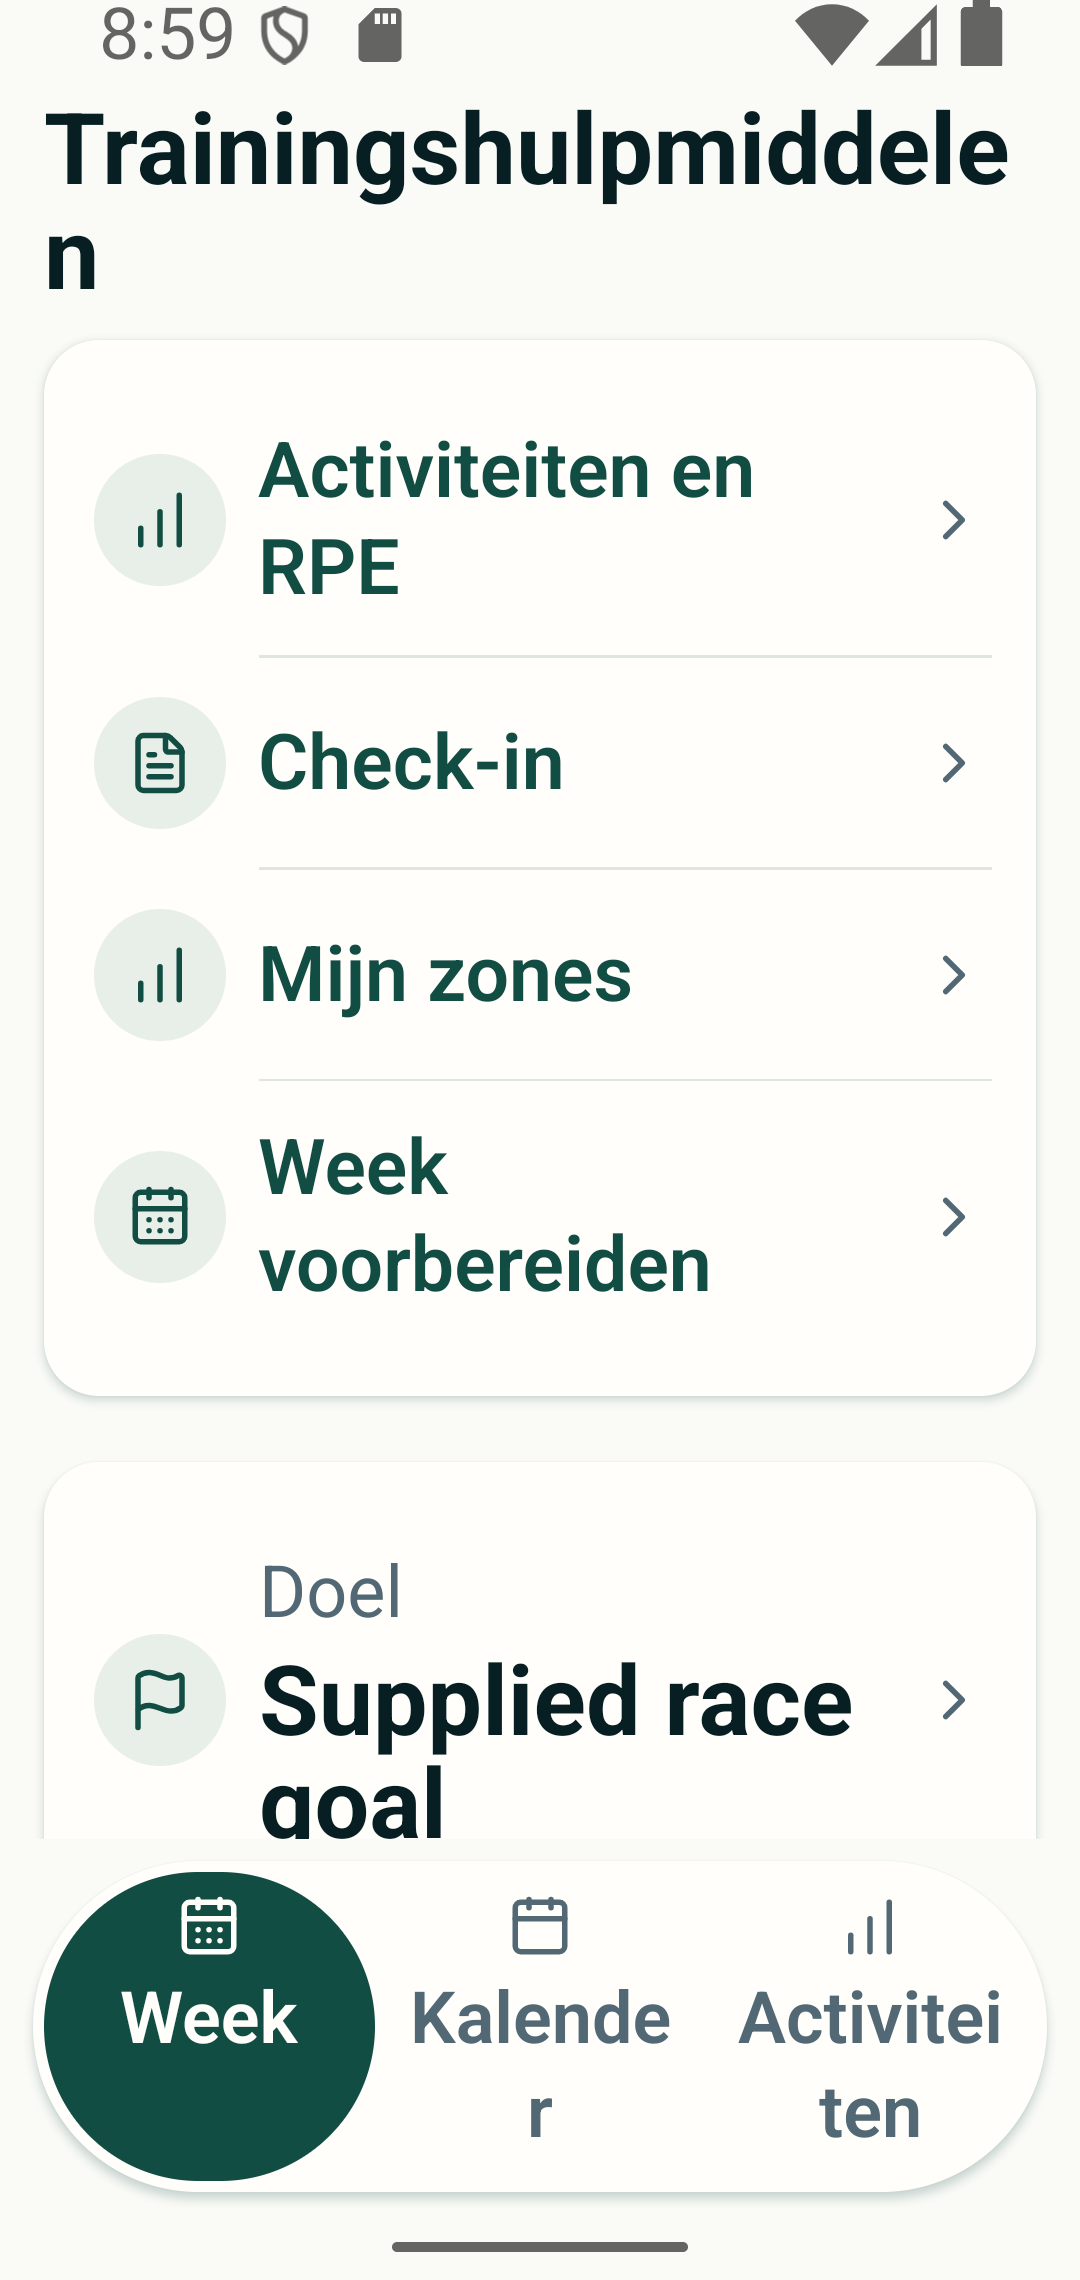 8:59
Trainingshulpmiddele
n
Activiteiten en
RPE
Check-in
Mijn zones
Week
voorbereiden
Doel
Supplied race
goal
Week
Kalende
r
Activitei
ten